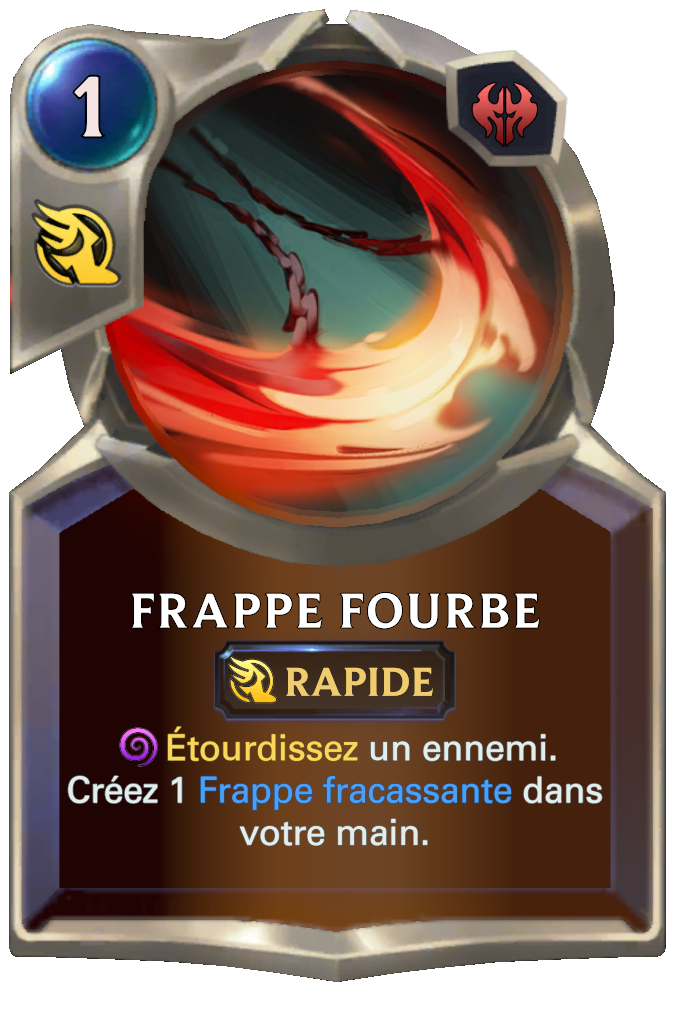 1
FRAPPE FOURBE
RAPIDE
Étourdissez un ennemi.
Créez 1 Frappe fracassante dans
votre main.